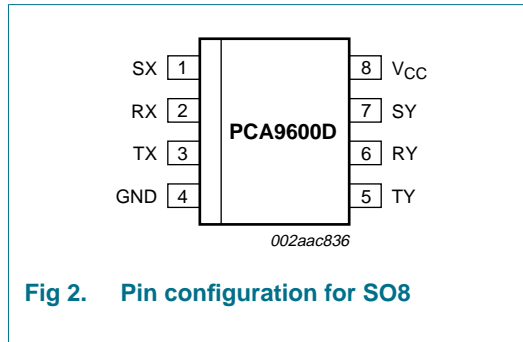 SX 1
RX 2
TX 3
GND 4
PCA9600D
8 VCC
7 SY
6 RY
5 TY
002aac836
Fig 2. Pin configuration for SO8